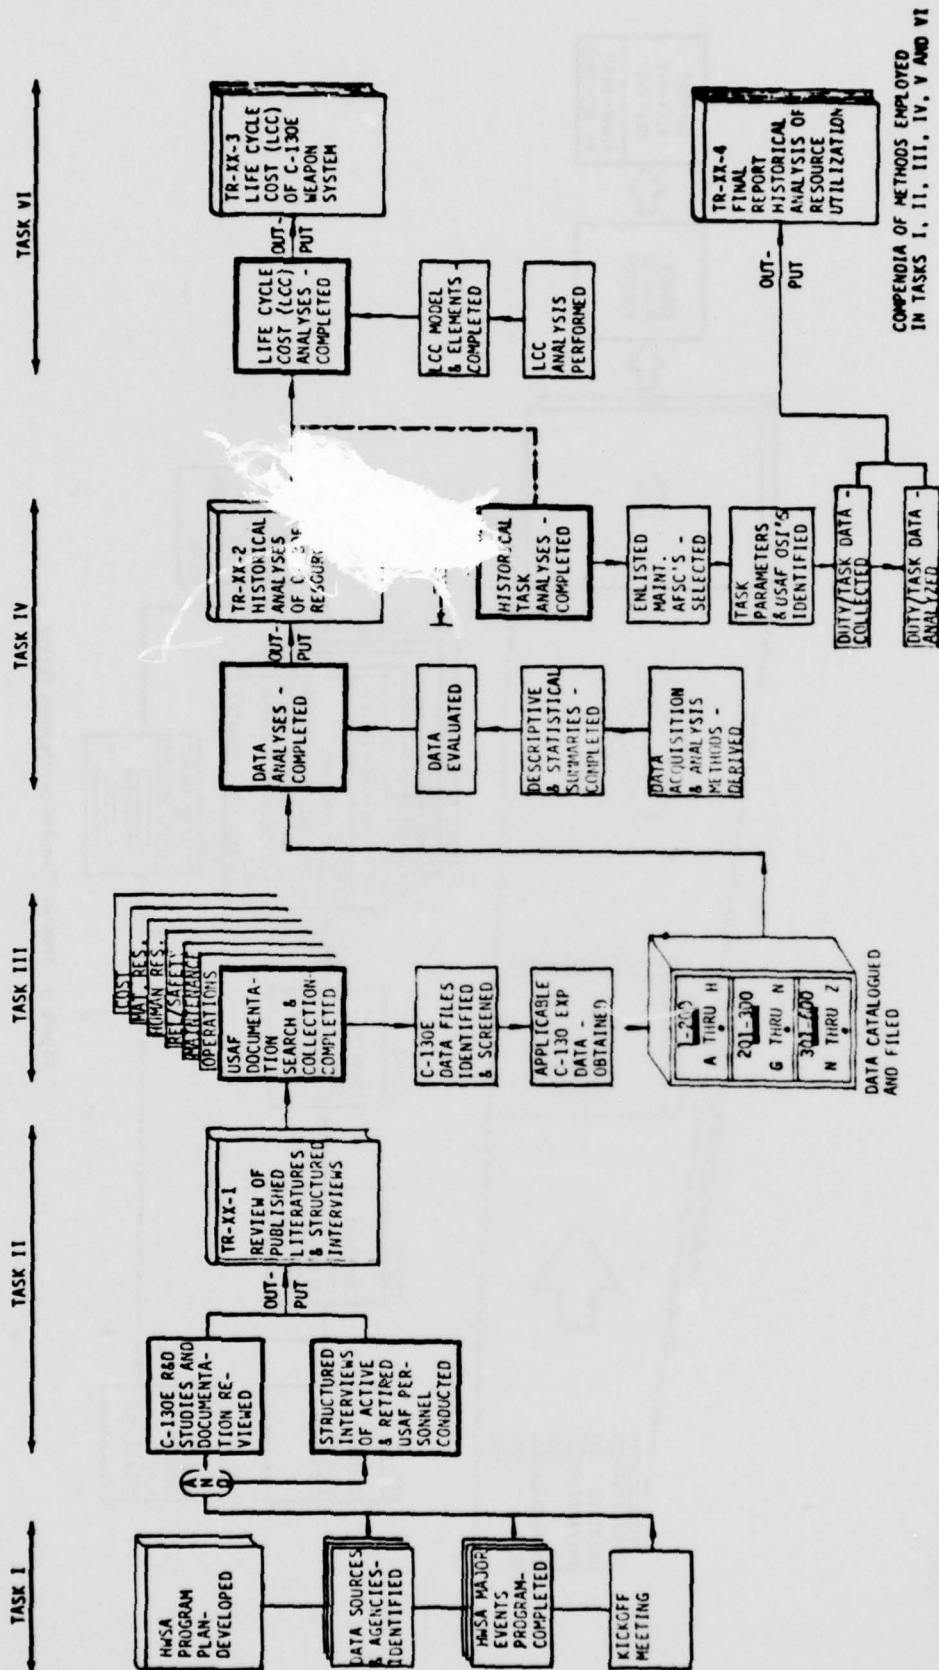 TASK I
TASK II
TASK III
TASK IV
TASK VI
HWSA
PROGRAM
PLAN-
DEVELOPED
DATA SOURCES
& AGENCIES-
IDENTIFIED
HWSA MAJOR
EVENTS
PROGRAM-
COMPLETED
KICKOFF
MEETING
AND
C-130E R&D
STUDIES AND
DOCUMENTA-
TION RE-
VIEWED
STRUCTURED
INTERVIEWS
OF ACTIVE
& RETIRED
USAF PER-
SONNEL
CONDUCTED
OUT-
PUT
TR-XX-1
REVIEW OF
PUBLISHED
LITERATURES
& STRUCTURED
INTERVIEWS
COST
MAT. RES.
HUMAN RES.
REL/SAFETY
MAINTENANCE
OPERATIONS
USAF
DOCUMENTA-
TION
SEARCH &
COLLECTION-
COMPLETED
C-130E
DATA FILES
IDENTIFIED
& SCREENED
APPLICABLE
C-130 EXP
DATA -
OBTAINED
1-200
A THRU H
201-300
G THRU N
301-600
N THRU Z
DATA CATALOGUED
AND FILED
DATA
ANALYSES -
COMPLETED
DATA
EVALUATED
DESCRIPTIVE
& STATISTICAL
SUMMARIES -
COMPLETED
DATA
ACQUISITION
& ANALYSIS
METHODS -
DERIVED
OUT-
PUT
TR-XX-2
HISTORICAL
ANALYSES
OF
HISTORICAL
TASK
ANALYSES -
COMPLETED
ENLISTED
MAINT.
AFSC'S -
SELECTED
TASK
PARAMETERS
& USAF OSI'S
IDENTIFIED
DUTY/TASK DATA -
COLLECTED
DUTY/TASK DATA -
ANALYZED
LIFE CYCLE
COST (LCC)
ANALYSES -
COMPLETED
LCC MODEL
& ELEMENTS-
COMPLETED
LCC
ANALYSIS
PERFORMED
OUT-
PUT
TR-XX-3
LIFE CYCLE
COST (LCC)
OF C-130E
WEAPON
SYSTEM
OUT-
PUT
TR-XX-4
FINAL
REPORT
HISTORICAL
ANALYSIS OF
RESOURCE
UTILIZATION
COMPENDIA OF METHODS EMPLOYED
IN TASKS I, II, III, IV, V AND VI